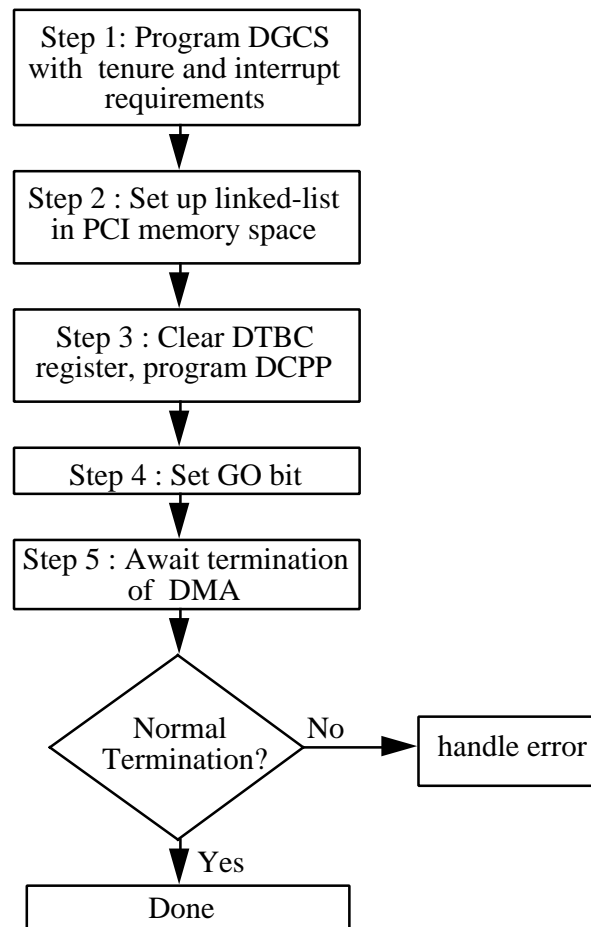 Step 1: Program DGCS
with tenure and interrupt
requirements
Step 2 : Set up linked-list
in PCI memory space
Step 3 : Clear DTBC
register, program DCPP
Step 4 : Set GO bit
Step 5 : Await termination
of DMA
Normal
Termination?
No
handle error
Yes
Done